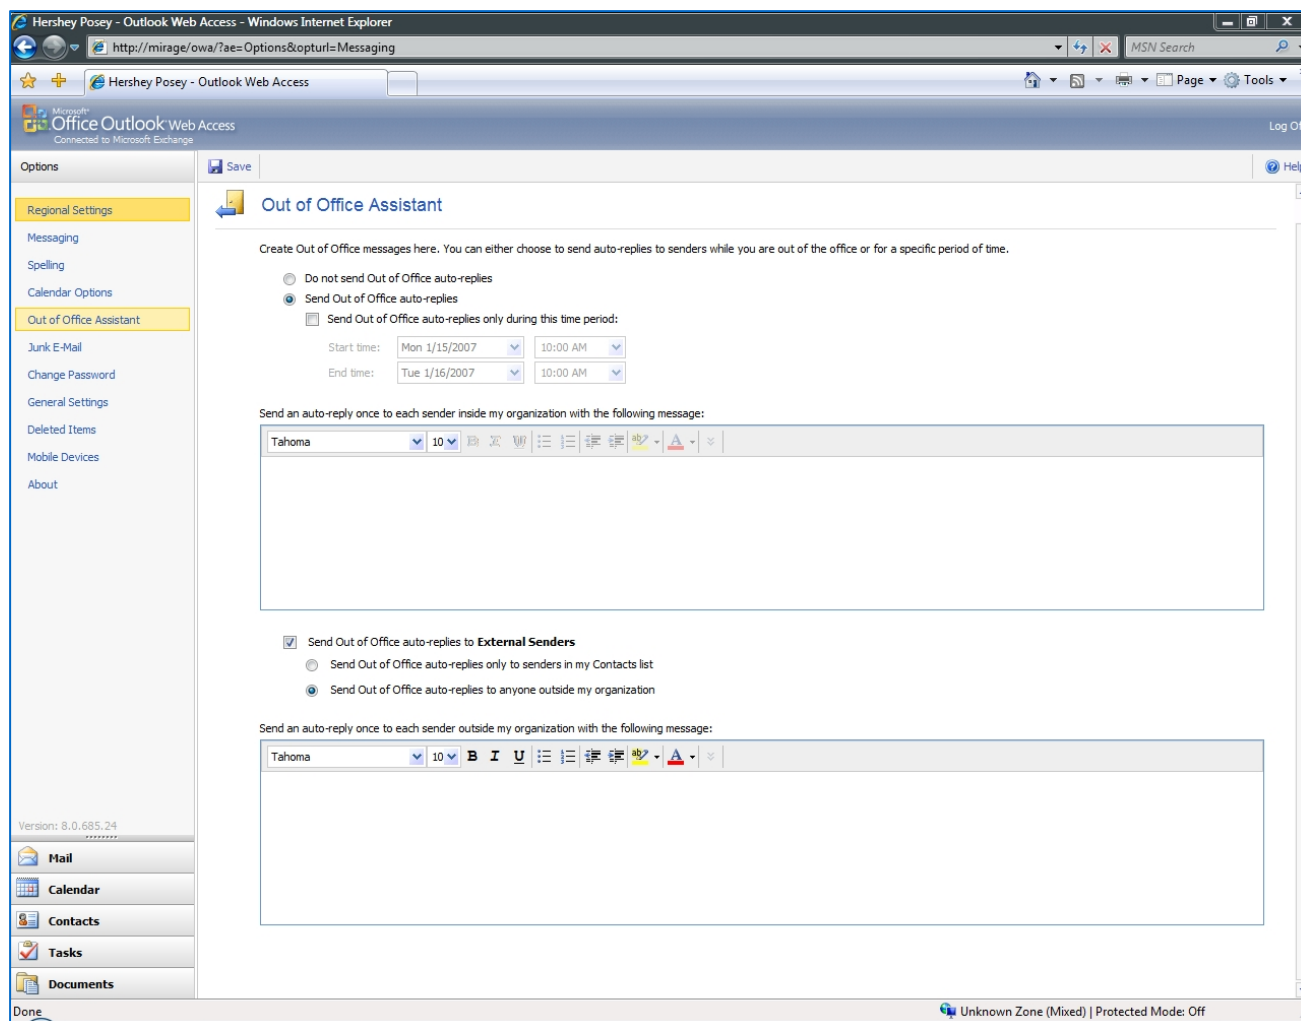 Hershey Posey - Outlook Web Access - Windows Internet Explorer
http://mirage/owa/?ae=Options&opturl=Messaging
MSN Search
Hershey Posey - Outlook Web Access
Page
Tools
Microsoft
Office Outlook Web Access
Connected to Microsoft Exchange
Log Of
Options
Save
Help
Regional Settings
Messaging
Spelling
Calendar Options
Out of Office Assistant
Junk E-Mail
Change Password
General Settings
Deleted Items
Mobile Devices
About
Out of Office Assistant
Create Out of Office messages here. You can either choose to send auto-replies to senders while you are out of the office or for a specific period of time.
Do not send Out of Office auto-replies
Send Out of Office auto-replies
Send Out of Office auto-replies only during this time period:
Start time: Mon 1/15/2007 10:00 AM
End time: Tue 1/16/2007 10:00 AM
Send an auto-reply once to each sender inside my organization with the following message:
Tahoma 10 B I U ab A
Send Out of Office auto-replies to External Senders
Send Out of Office auto-replies only to senders in my Contacts list
Send Out of Office auto-replies to anyone outside my organization
Send an auto-reply once to each sender outside my organization with the following message:
Tahoma 10 B I U ab A
Version: 8.0.685.24
Mail
Calendar
Contacts
Tasks
Documents
Done
Unknown Zone (Mixed) | Protected Mode: Off